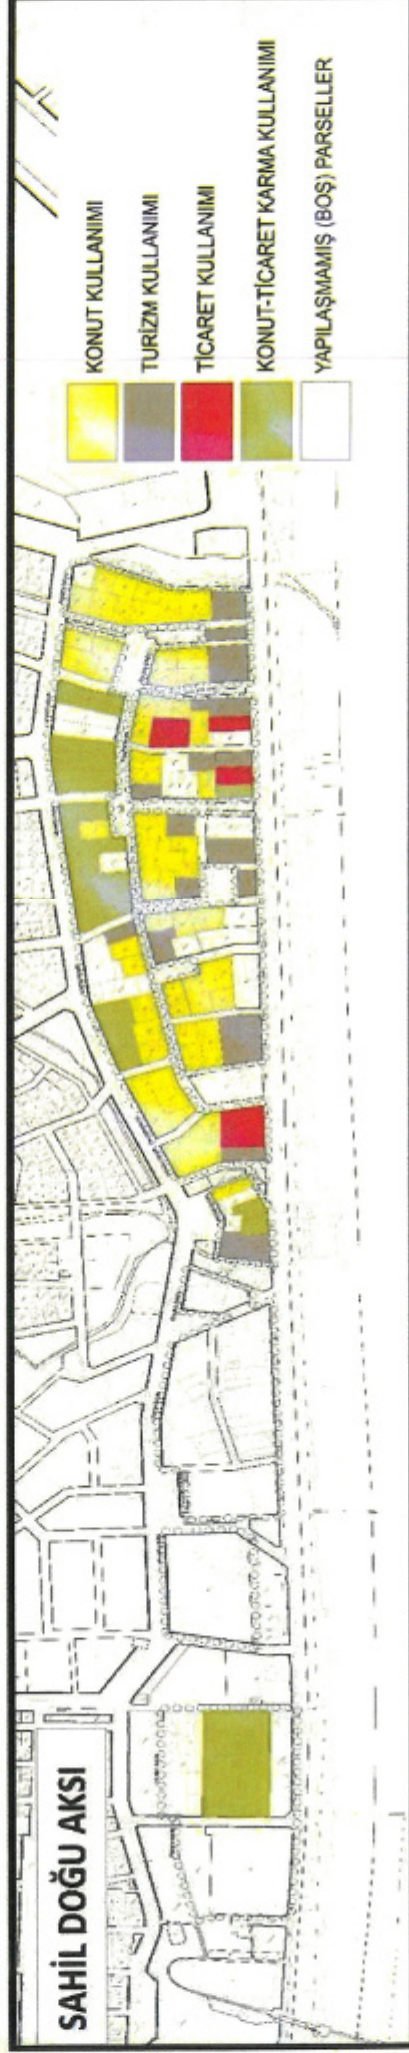 SAHİL DOĞU AKSI
KONUT KULLANIMI
TURİZM KULLANIMI
TİCARET KULLANIMI
KONUT-TİCARET KARMA KULLANIMI
YAPILAŞMAMIŞ (BOŞ) PARSELLER